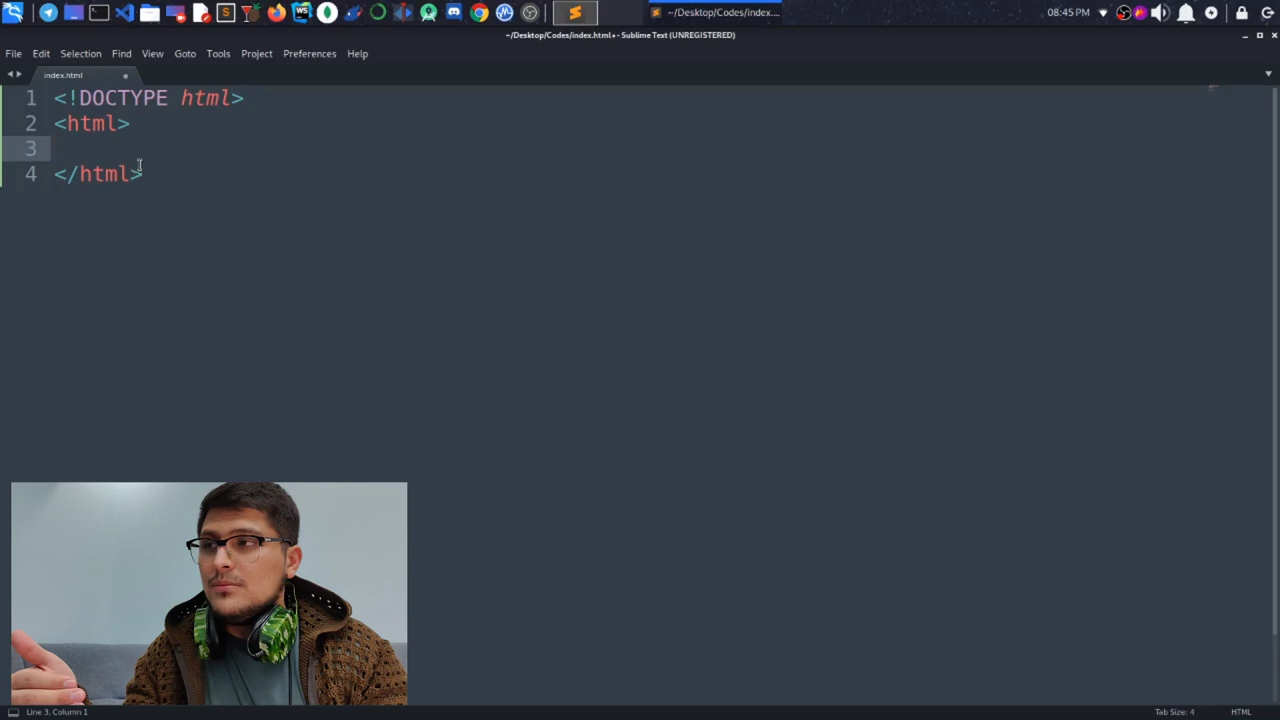 ~/Desktop/Codes/index....
08:45 PM
~/Desktop/Codes/index.html • - Sublime Text (UNREGISTERED)
File Edit Selection Find View Goto Tools Project Preferences Help
index.html
1 <!DOCTYPE html>
2 <html>
3
4 </html>
Line 3, Column 1
Tab Size: 4 HTML